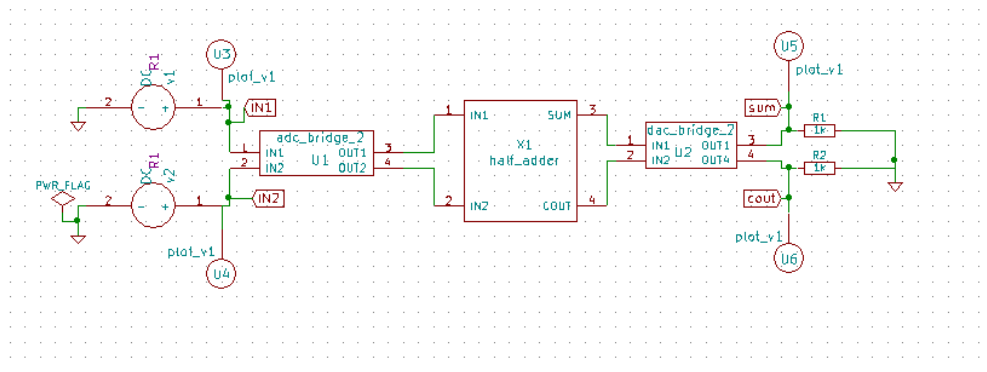 U3
plot_v1
R1
DC
v1
2
-
+
1
IN1
adc_bridge_2
1
IN1
OUT1
3
2
IN2
OUT2
4
U1
R1
DC
v2
PWR_FLAG
2
-
+
1
IN2
plot_v1
U4
1
IN1
SUM
3
X1
half_adder
2
IN2
COUT
4
U5
plot_v1
sum
dac_bridge_2
1
IN1
OUT1
3
2
IN2
OUT4
4
U2
R1
1k
R2
1k
cout
plot_v1
U6